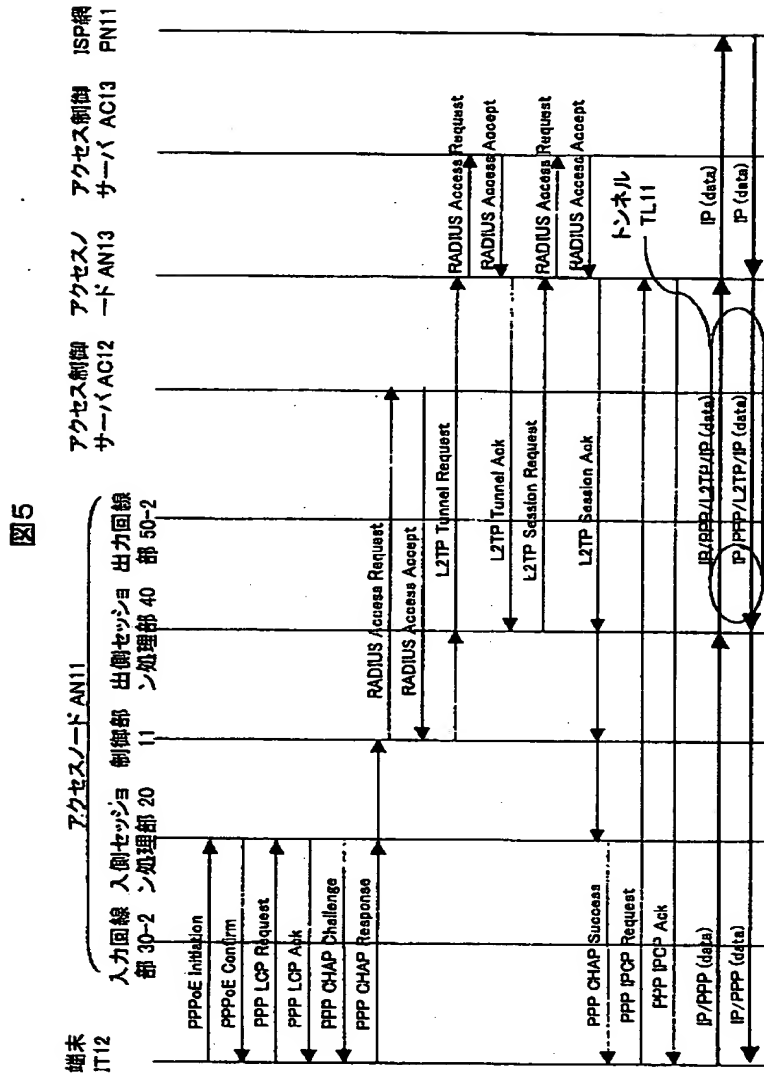 図5
アクセスノード AN11
端末
IT12
入力回線
部 30-2
入側セッショ
ン処理部 20
制御部
11
出側セッショ
ン処理部 40
出力回線
部 50-2
アクセス制御
サーバ AC12
アクセスノ
ード AN13
アクセス制御
サーバ AC13
ISP網
PN11
PPPoE Initiation
PPPoE Confirm
PPP LCP Request
PPP LCP Ack
PPP CHAP Challenge
PPP CHAP Response
RADIUS Access Request
RADIUS Access Accept
L2TP Tunnel Request
RADIUS Access Request
RADIUS Access Accept
L2TP Tunnel Ack
L2TP Session Request
RADIUS Access Request
RADIUS Access Accept
L2TP Session Ack
PPP CHAP Success
PPP IPCP Request
PPP IPCP Ack
トンネル
TL11
IP/PPP (data)
IP/PPP/L2TP/IP (data)
IP (data)
IP/PPP (data)
IP/PPP/L2TP/IP (data)
IP (data)